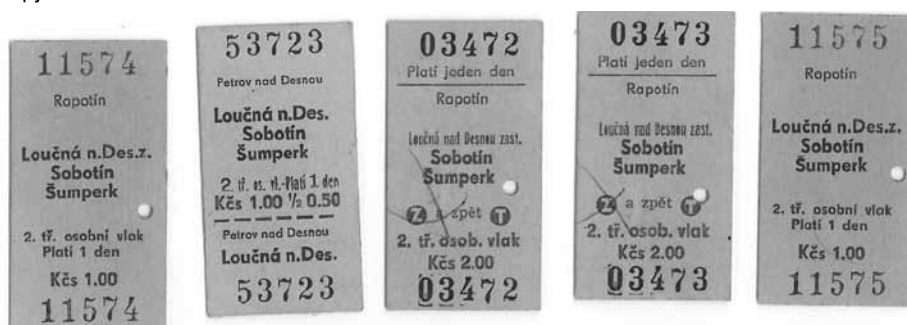 11574
Rapotín
Loučná n.Des.z.
Sobotín
Šumperk
2. tř. osobní vlak
Platí 1 den
Kčs 1.00
11574
53723
Petrov nad Desnou
Loučná n.Des.
Sobotín
Šumperk
2. tř. os. vl.-Platí 1 den
Kčs 1.00 ½ 0.50
Petrov nad Desnou
Loučná n.Des.
53723
03472
Platí jeden den
Rapotín
Loučná nad Desnou zast.
Sobotín
Šumperk
Z a zpět T
2. tř. osob. vlak
Kčs 2.00
03472
03473
Platí jeden den
Rapotín
Loučná nad Desnou zast.
Sobotín
Šumperk
Z a zpět T
2. tř. osob. vlak
Kčs 2.00
03473
11575
Rapotín
Loučná n.Des.z.
Sobotín
Šumperk
2. tř. osobní vlak
Platí 1 den
Kčs 1.00
11575